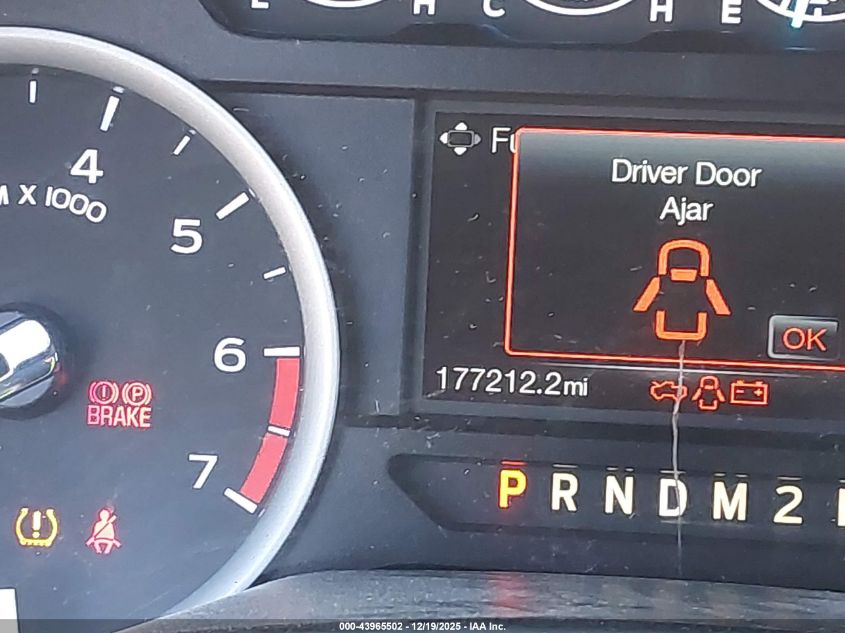 L H C H E F
4
M X 1000
5
6
7
! P
BRAKE
!
Driver Door
Ajar
OK
177212.2mi
P R N D M 2
000-43965502 - 12/19/2025 - IAA Inc.